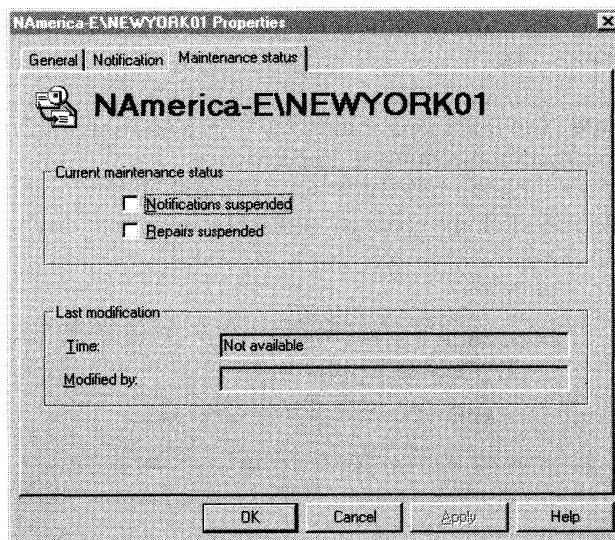 NAmerica-E\NEWYORK01 Properties
General Notification Maintenance status
NAmerica-E\NEWYORK01
Current maintenance status
Notifications suspended
Repairs suspended
Last modification
Time: Not available
Modified by:
OK Cancel Apply Help